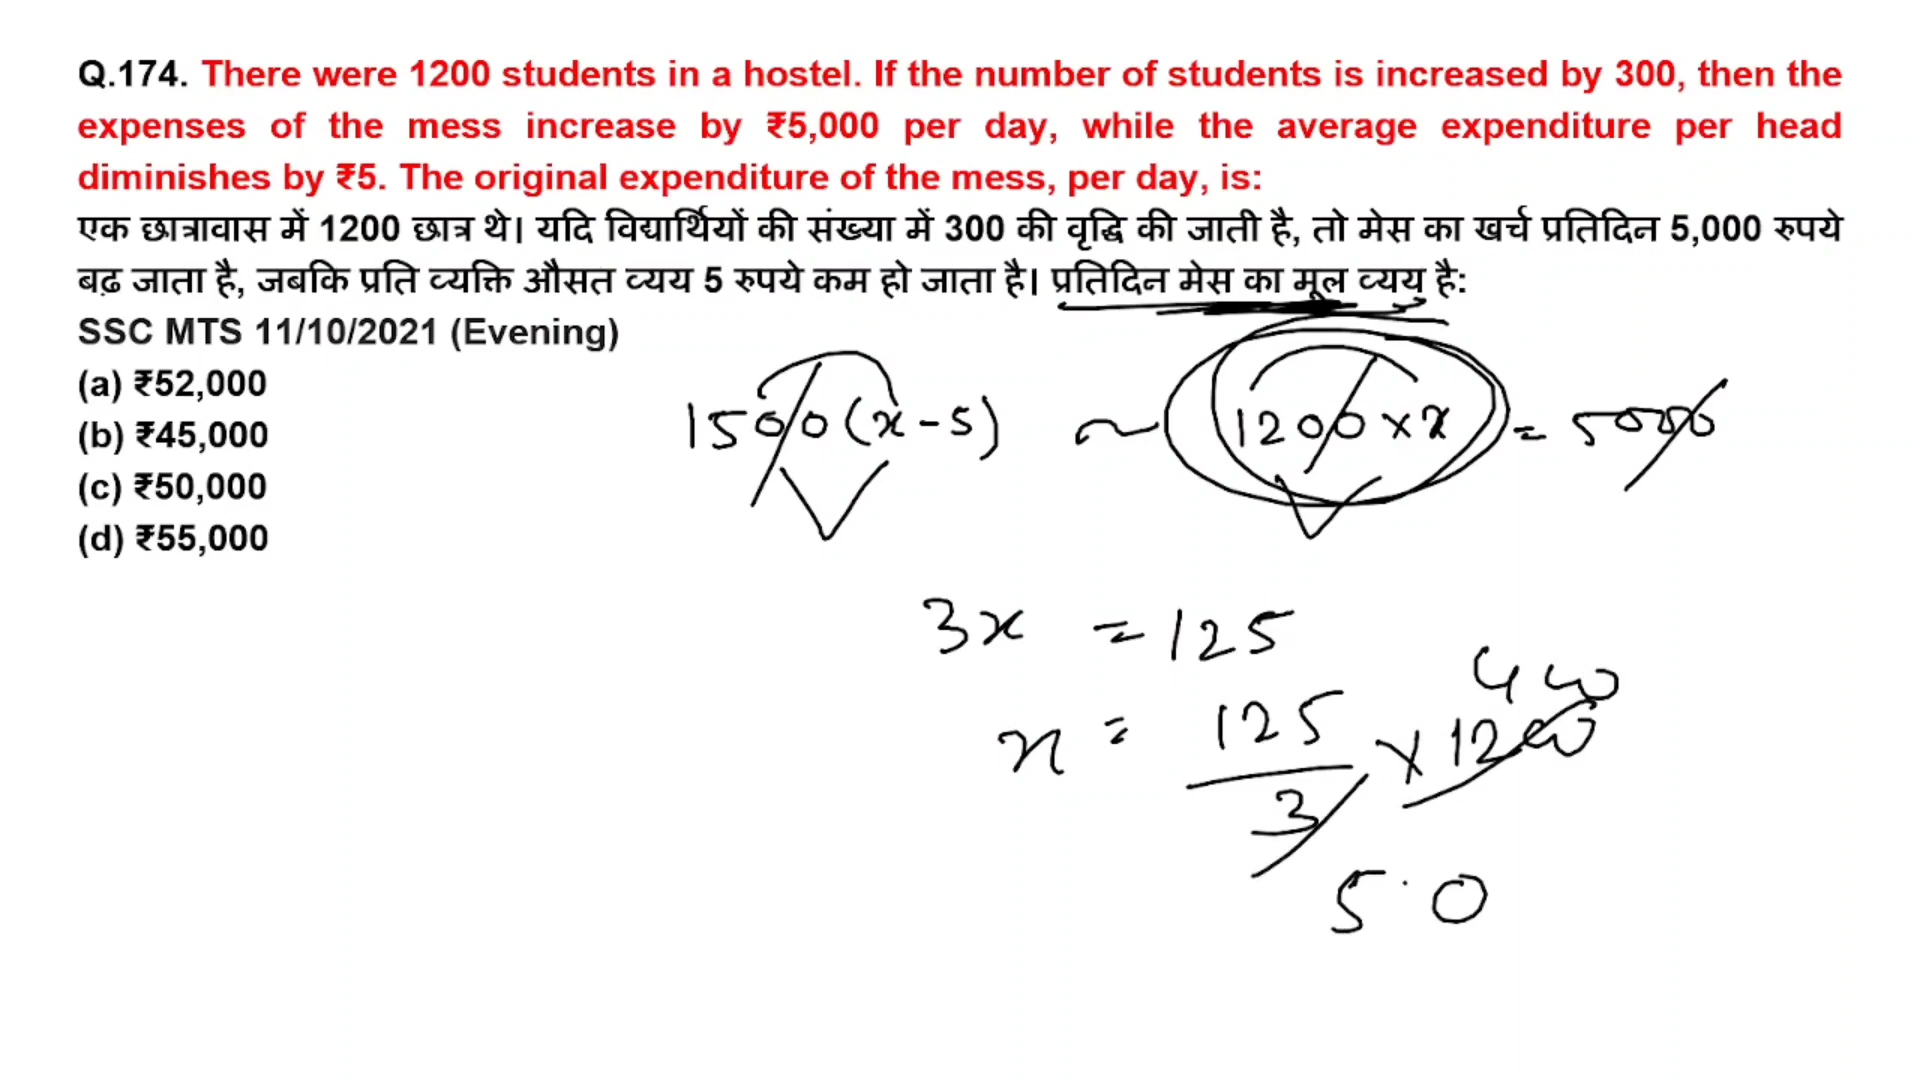 Q.174. There were 1200 students in a hostel. If the number of students is increased by 300, then the
expenses of the mess increase by ₹5,000 per day, while the average expenditure per head
diminishes by ₹5. The original expenditure of the mess, per day, is:
एक छात्रावास में 1200 छात्र थे। यदि विद्यार्थियों की संख्या में 300 की वृद्धि की जाती है, तो मेस का खर्च प्रतिदिन 5,000 रुपये
बढ़ जाता है, जबकि प्रति व्यक्ति औसत व्यय 5 रुपये कम हो जाता है। प्रतिदिन मेस का मूल व्यय है:
SSC MTS 11/10/2021 (Evening)
(a) ₹52,000
(b) ₹45,000
(c) ₹50,000
(d) ₹55,000
1500(x-5) ~ 1200×x = 5000
3x = 125
400
x = 125 × 1200
3
5·0